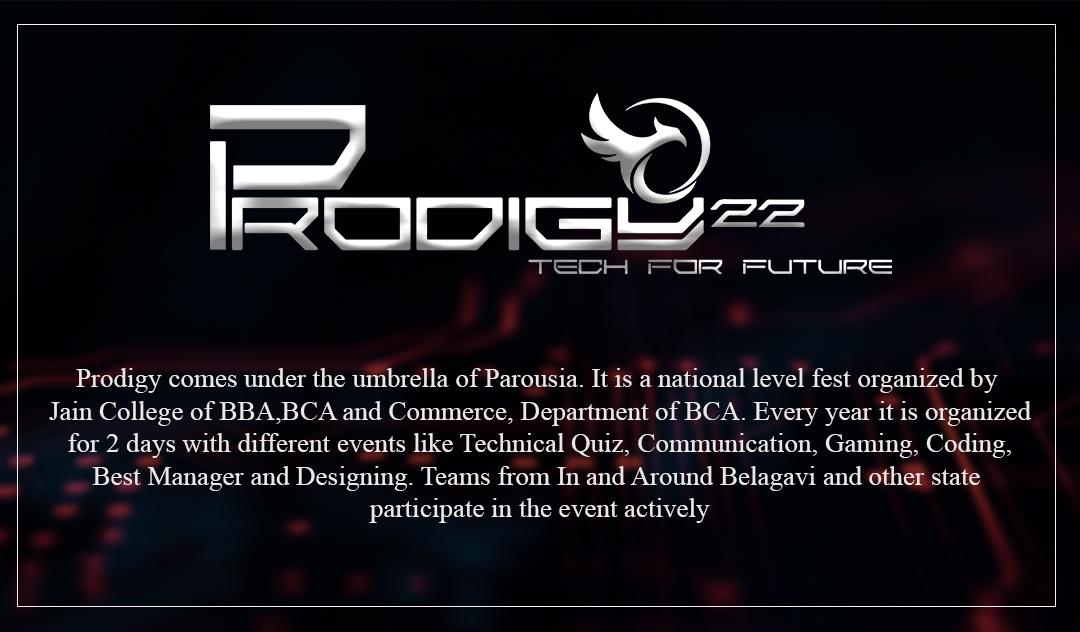 PRODIGY 22
TECH FOR FUTURE
Prodigy comes under the umbrella of Parousia. It is a national level fest organized by
Jain College of BBA,BCA and Commerce, Department of BCA. Every year it is organized
for 2 days with different events like Technical Quiz, Communication, Gaming, Coding,
Best Manager and Designing. Teams from In and Around Belagavi and other state
participate in the event actively